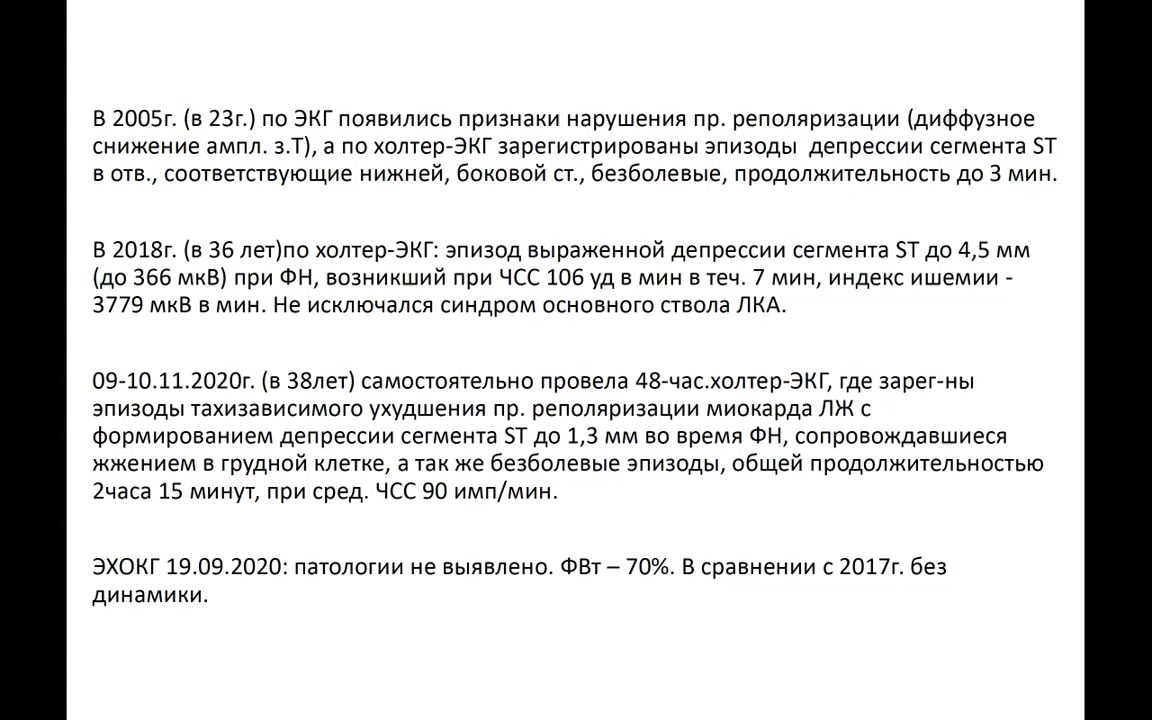 В 2005г. (в 23г.) по ЭКГ появились признаки нарушения пр. реполяризации (диффузное
снижение ампл. з.Т), а по холтер-ЭКГ зарегистрированы эпизоды  депрессии сегмента ST
в отв., соответствующие нижней, боковой ст., безболевые, продолжительность до 3 мин.
В 2018г. (в 36 лет)по холтер-ЭКГ: эпизод выраженной депрессии сегмента ST до 4,5 мм
(до 366 мкВ) при ФН, возникший при ЧСС 106 уд в мин в теч. 7 мин, индекс ишемии -
3779 мкВ в мин. Не исключался синдром основного ствола ЛКА.
09-10.11.2020г. (в 38лет) самостоятельно провела 48-час.холтер-ЭКГ, где зарег-ны
эпизоды тахизависимого ухудшения пр. реполяризации миокарда ЛЖ с
формированием депрессии сегмента ST до 1,3 мм во время ФН, сопровождавшиеся
жжением в грудной клетке, а так же безболевые эпизоды, общей продолжительностью
2часа 15 минут, при сред. ЧСС 90 имп/мин.
ЭХОКГ 19.09.2020: патологии не выявлено. ФВт – 70%. В сравнении с 2017г. без
динамики.